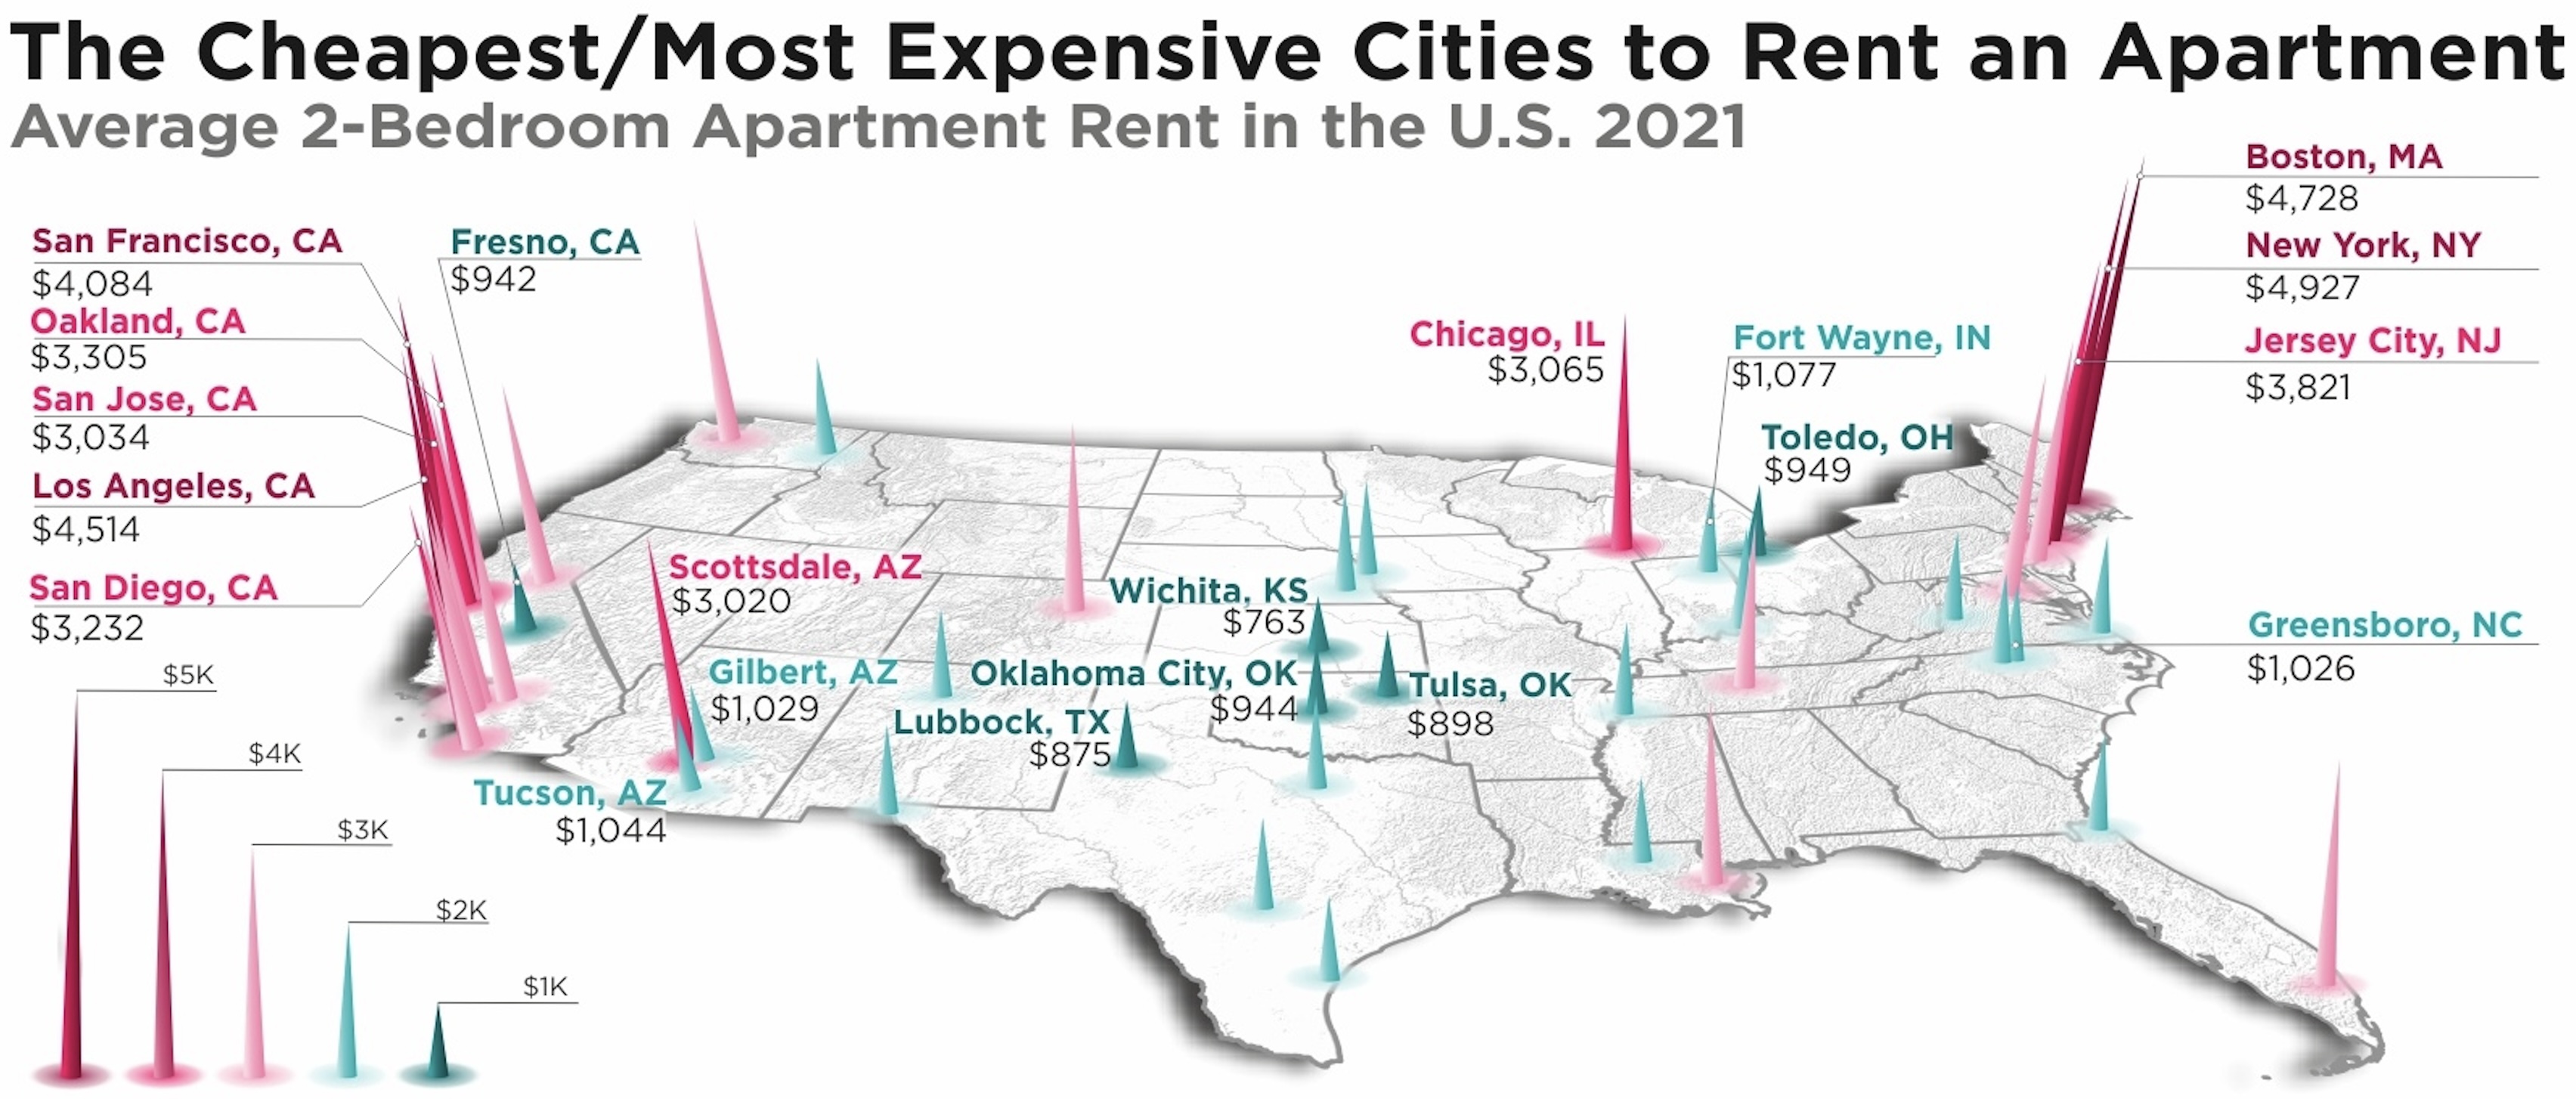 The Cheapest/Most Expensive Cities to Rent an Apartment
Average 2-Bedroom Apartment Rent in the U.S. 2021
San Francisco, CA
$4,084
Oakland, CA
$3,305
San Jose, CA
$3,034
Los Angeles, CA
$4,514
San Diego, CA
$3,232
Fresno, CA
$942
Scottsdale, AZ
$3,020
Gilbert, AZ
$1,029
Tucson, AZ
$1,044
Lubbock, TX
$875
Oklahoma City, OK
$944
Wichita, KS
$763
Tulsa, OK
$898
Chicago, IL
$3,065
Fort Wayne, IN
$1,077
Toledo, OH
$949
Boston, MA
$4,728
New York, NY
$4,927
Jersey City, NJ
$3,821
Greensboro, NC
$1,026
$5K
$4K
$3K
$2K
$1K